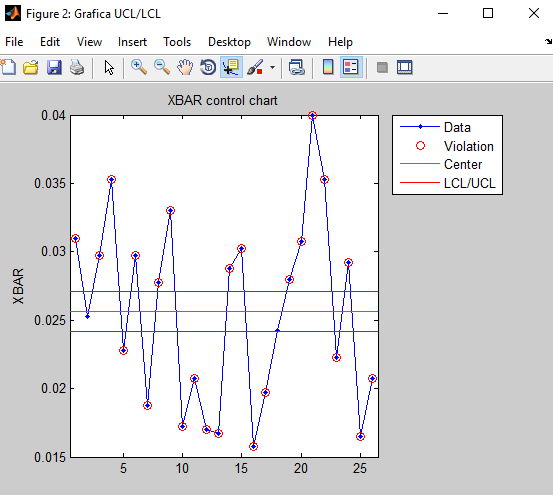 Figure 2: Grafica UCL/LCL
File Edit View Insert Tools Desktop Window Help
XBAR control chart
0.04
0.035
0.03
0.025
0.02
0.015
XBAR
5 10 15 20 25
Data
Violation
Center
LCL/UCL